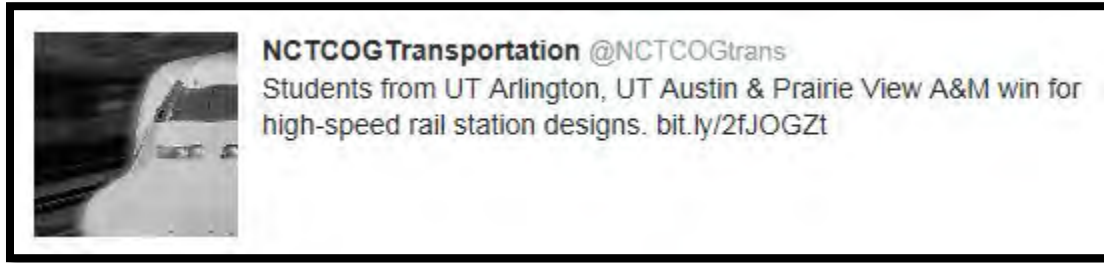 NCTCOGTransportation @NCTCOGtrans
Students from UT Arlington, UT Austin & Prairie View A&M win for
high-speed rail station designs. bit.ly/2fJOGZt